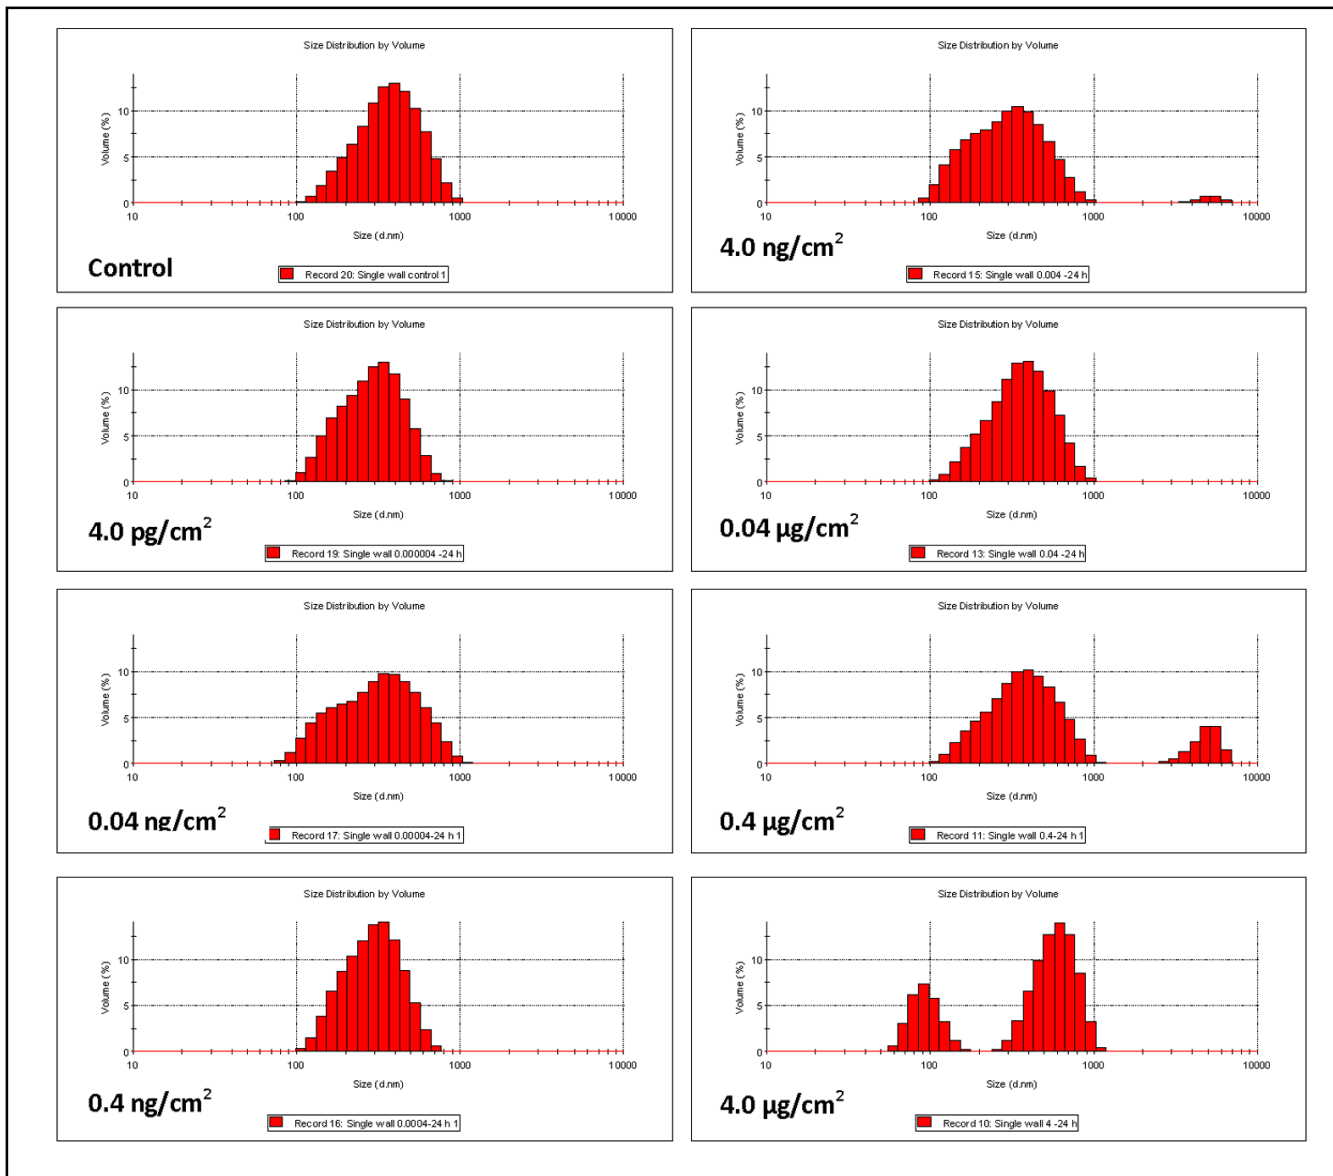 Size Distribution by Volume
Volume (%)
10
5
0
10
100
1000
10000
Size (d.nm)
Control
Record 20: Single wall control 1
Size Distribution by Volume
Volume (%)
10
5
0
10
100
1000
10000
Size (d.nm)
4.0 ng/cm²
Record 15: Single wall 0.004 -24 h
Size Distribution by Volume
Volume (%)
10
5
0
10
100
1000
10000
Size (d.nm)
4.0 pg/cm²
Record 19: Single wall 0.000004 -24 h
Size Distribution by Volume
Volume (%)
10
5
0
10
100
1000
10000
Size (d.nm)
0.04 µg/cm²
Record 13: Single wall 0.04 -24 h
Size Distribution by Volume
Volume (%)
10
5
0
10
100
1000
10000
Size (d.nm)
0.04 ng/cm²
Record 17: Single wall 0.00004-24 h 1
Size Distribution by Volume
Volume (%)
10
5
0
10
100
1000
10000
Size (d.nm)
0.4 µg/cm²
Record 11: Single wall 0.4-24 h 1
Size Distribution by Volume
Volume (%)
10
5
0
10
100
1000
10000
Size (d.nm)
0.4 ng/cm²
Record 16: Single wall 0.0004-24 h 1
Size Distribution by Volume
Volume (%)
10
5
0
10
100
1000
10000
Size (d.nm)
4.0 µg/cm²
Record 10: Single wall 4 -24 h